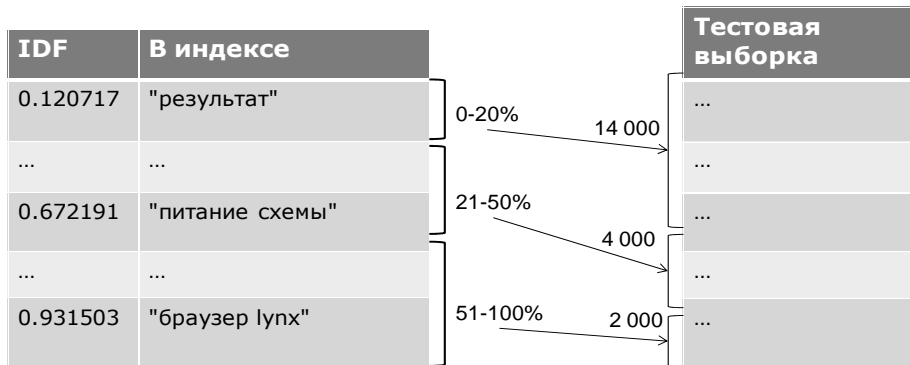 IDF В индексе
0.120717 "результат"
… …
0.672191 "питание схемы"
… …
0.931503 "браузер lynx"
0-20%
21-50%
51-100%
14 000
4 000
2 000
Тестовая
выборка
…
…
…
…
…